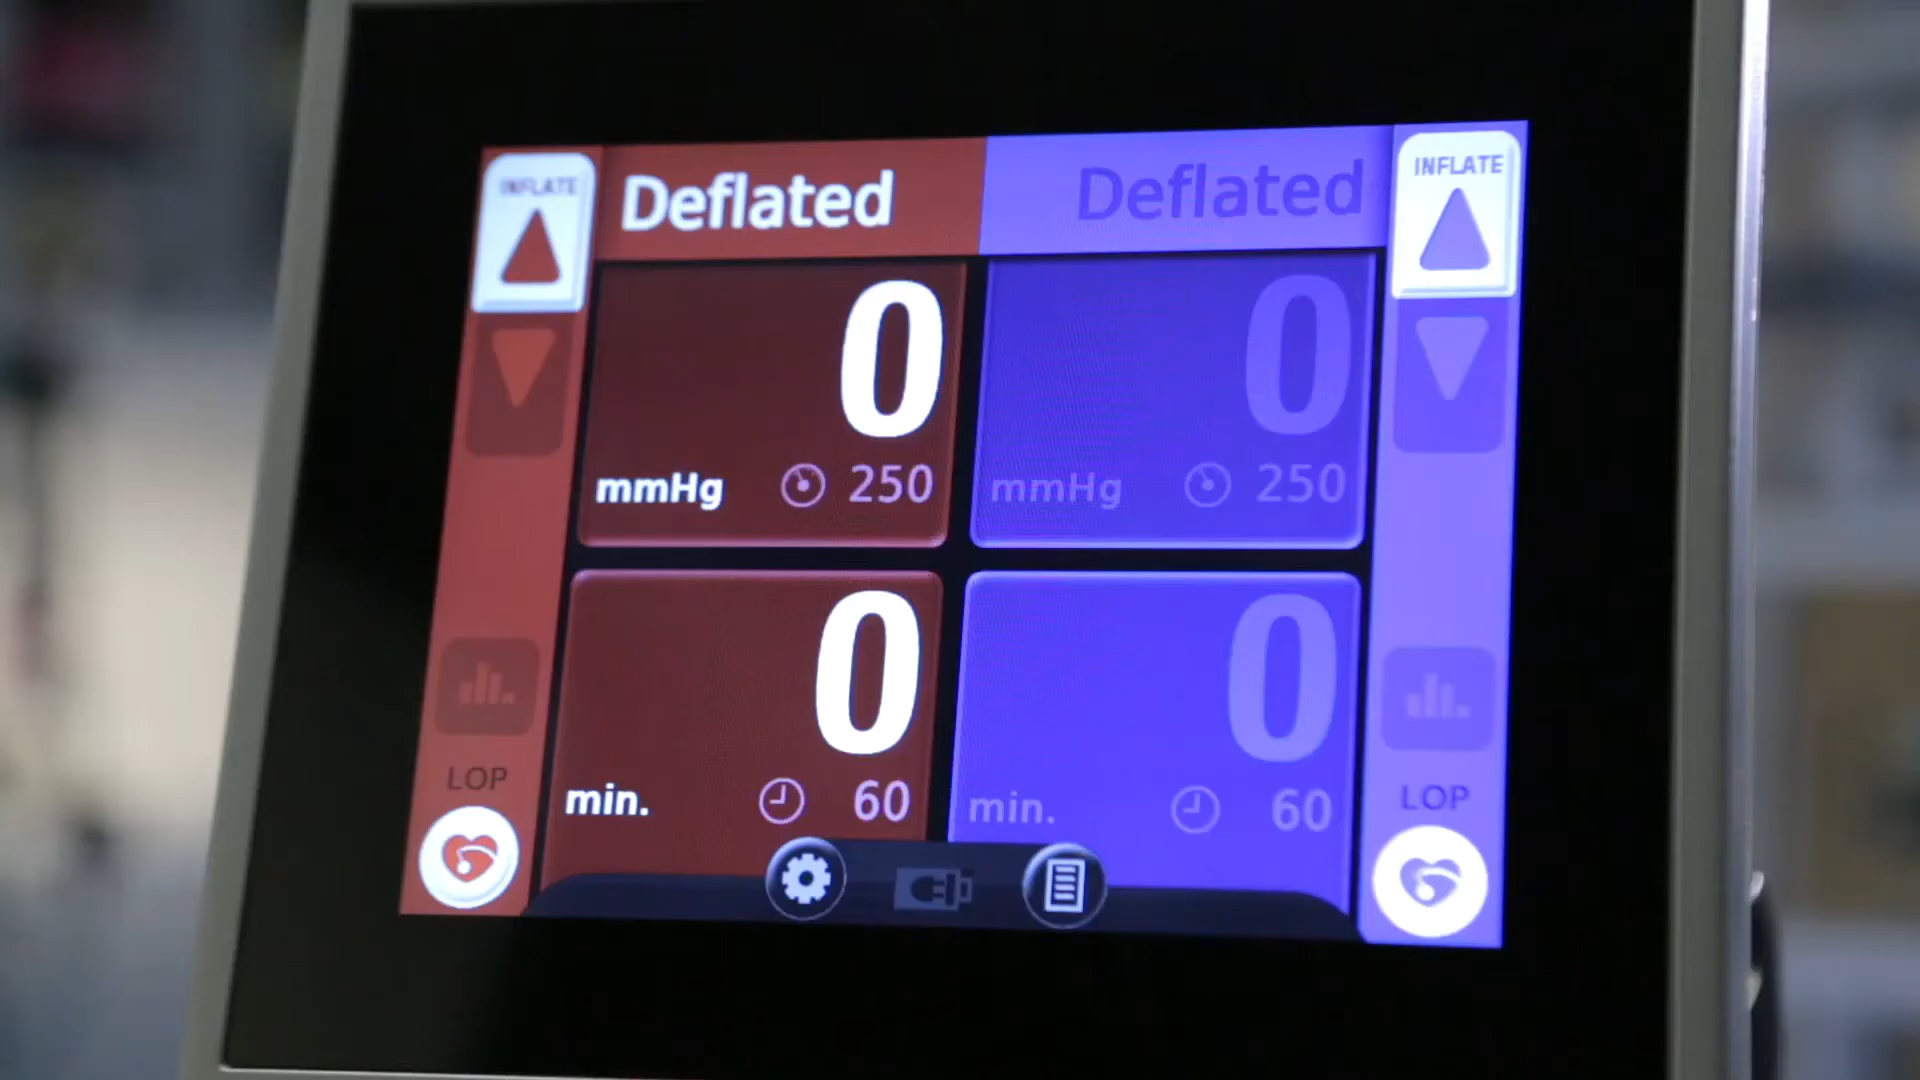 INFLATE
Deflated
Deflated
INFLATE
0
mmHg 250
0
mmHg 250
0
min. 60
0
min. 60
LOP
LOP